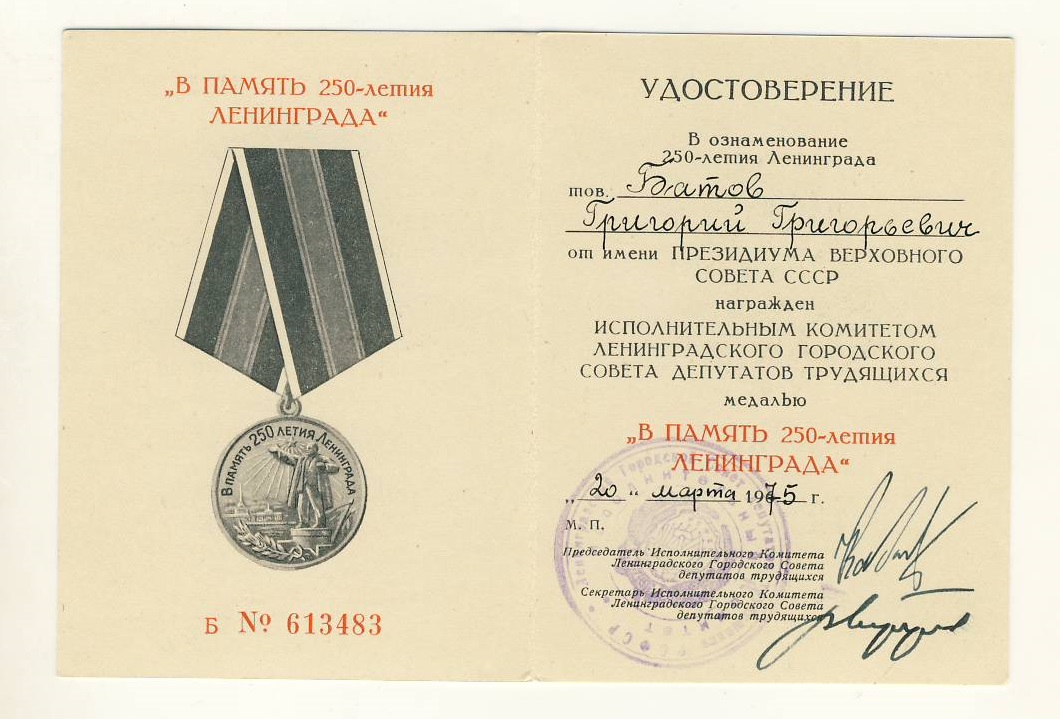 „В ПАМЯТЬ 250-летия
ЛЕНИНГРАДА“
В ПАМЯТЬ 250 ЛЕТИЯ ЛЕНИНГРАДА
Б № 613483
УДОСТОВЕРЕНИЕ
В ознаменование
250-летия Ленинграда
тов. Батов
Григорий Григорьевич
от имени ПРЕЗИДИУМА ВЕРХОВНОГО
СОВЕТА СССР
награжден
ИСПОЛНИТЕЛЬНЫМ КОМИТЕТОМ
ЛЕНИНГРАДСКОГО ГОРОДСКОГО
СОВЕТА ДЕПУТАТОВ ТРУДЯЩИХСЯ
медалью
„В ПАМЯТЬ 250-летия
ЛЕНИНГРАДА“
„20“ марта 1975 г.
М. П.
Председатель Исполнительного Комитета
Ленинградского Городского Совета
депутатов трудящихся
Секретарь Исполнительного Комитета
Ленинградского Городского Совета
депутатов трудящихся